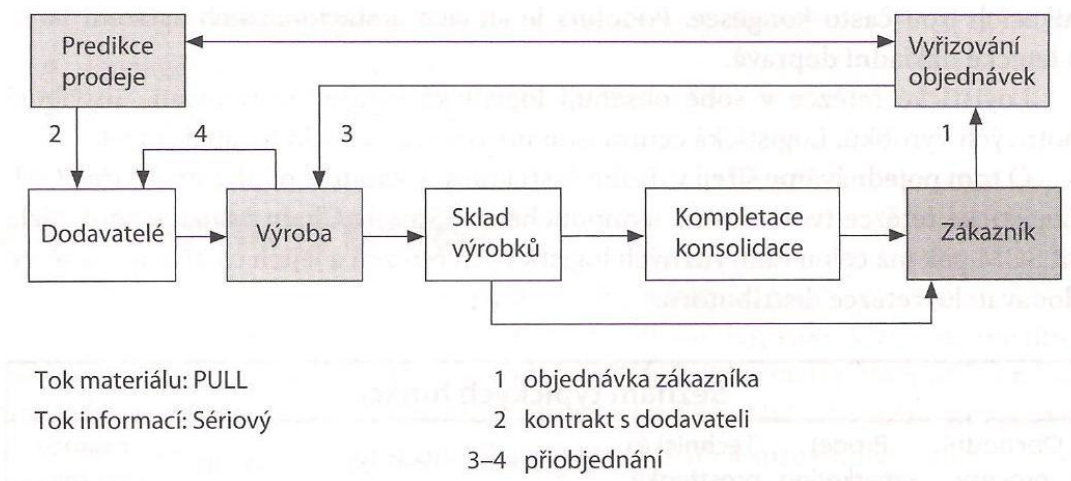 Predikce
prodeje
Vyřizování
objednávek
2
4
3
1
Dodavatelé
Výroba
Sklad
výrobků
Kompletace
konsolidace
Zákazník
Tok materiálu: PULL
Tok informací: Sériový
1 objednávka zákazníka
2 kontrakt s dodavateli
3–4 přiobjednání